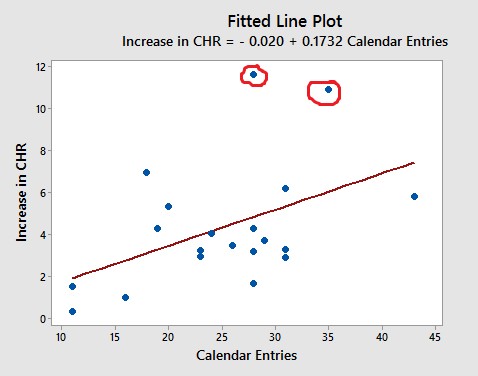 Fitted Line Plot
Increase in CHR = - 0.020 + 0.1732 Calendar Entries
Increase in CHR
12
10
8
6
4
2
0
10 15 20 25 30 35 40 45
Calendar Entries